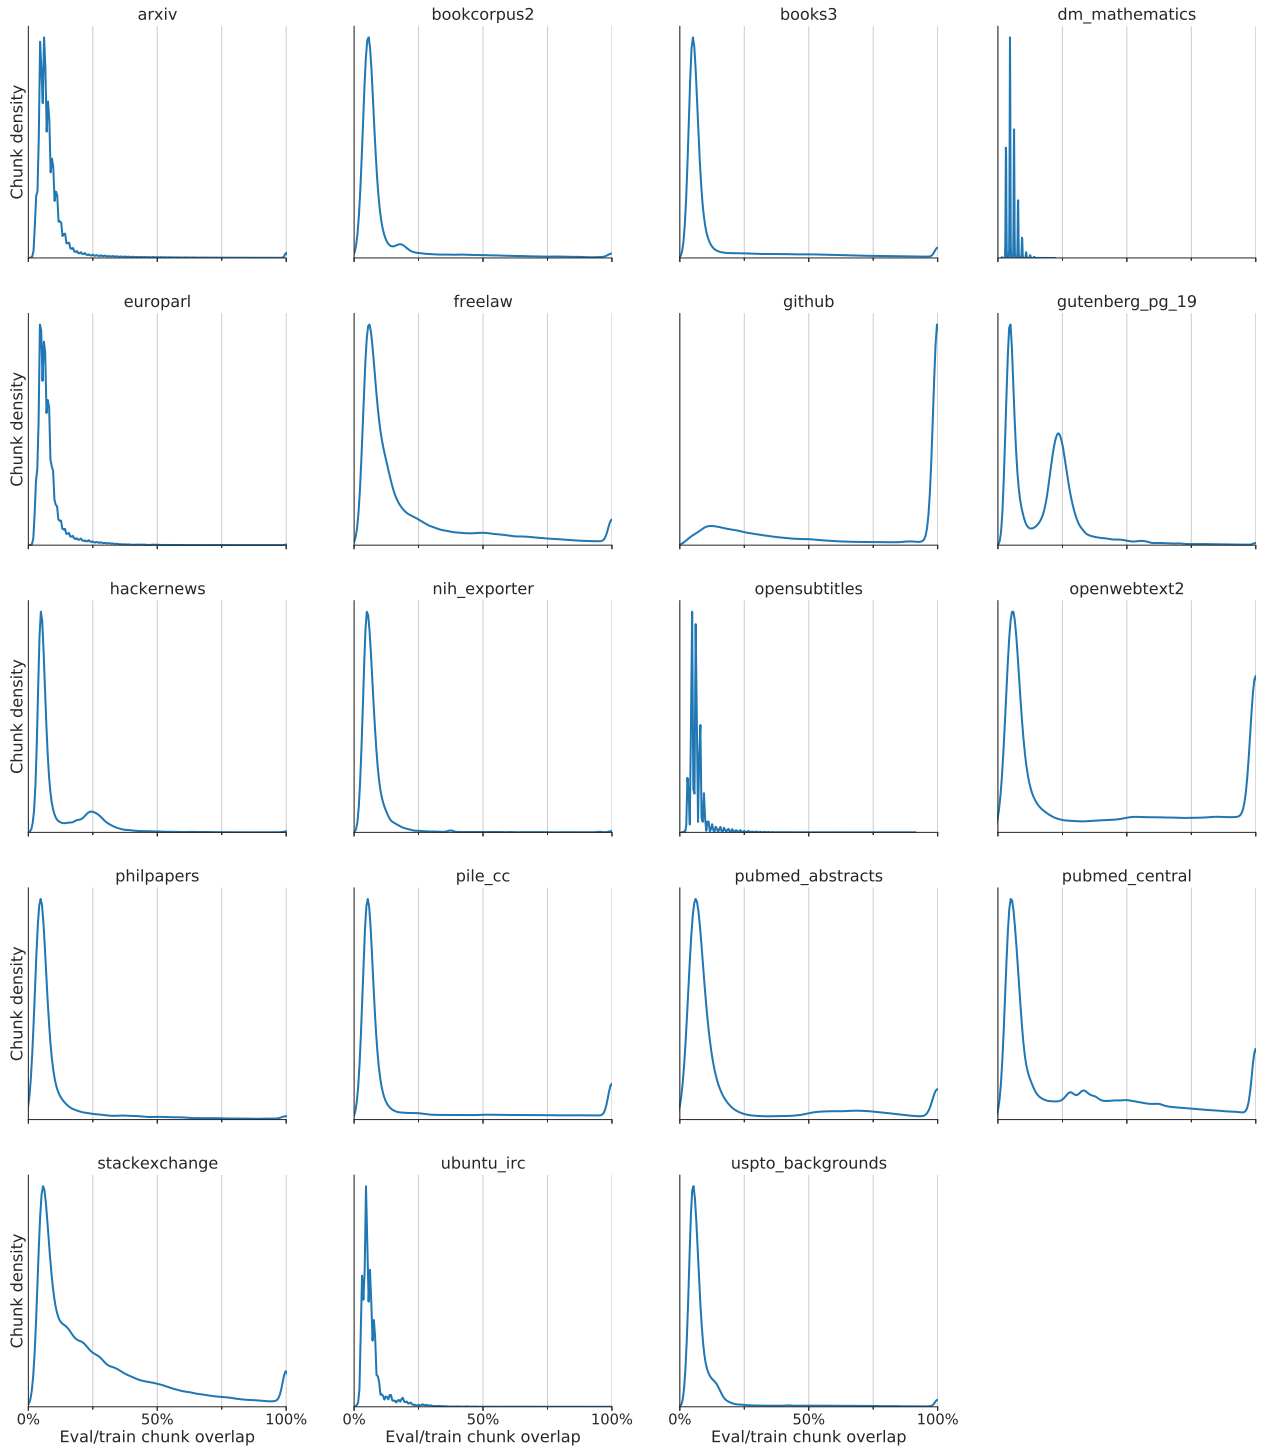 arxiv
bookcorpus2
books3
dm_mathematics
Chunk density
europarl
freelaw
github
gutenberg_pg_19
Chunk density
hackernews
nih_exporter
opensubtitles
openwebtext2
Chunk density
philpapers
pile_cc
pubmed_abstracts
pubmed_central
Chunk density
stackexchange
ubuntu_irc
uspto_backgrounds
Chunk density
0% 50% 100%
0% 50% 100%
0% 50% 100%
Eval/train chunk overlap
Eval/train chunk overlap
Eval/train chunk overlap